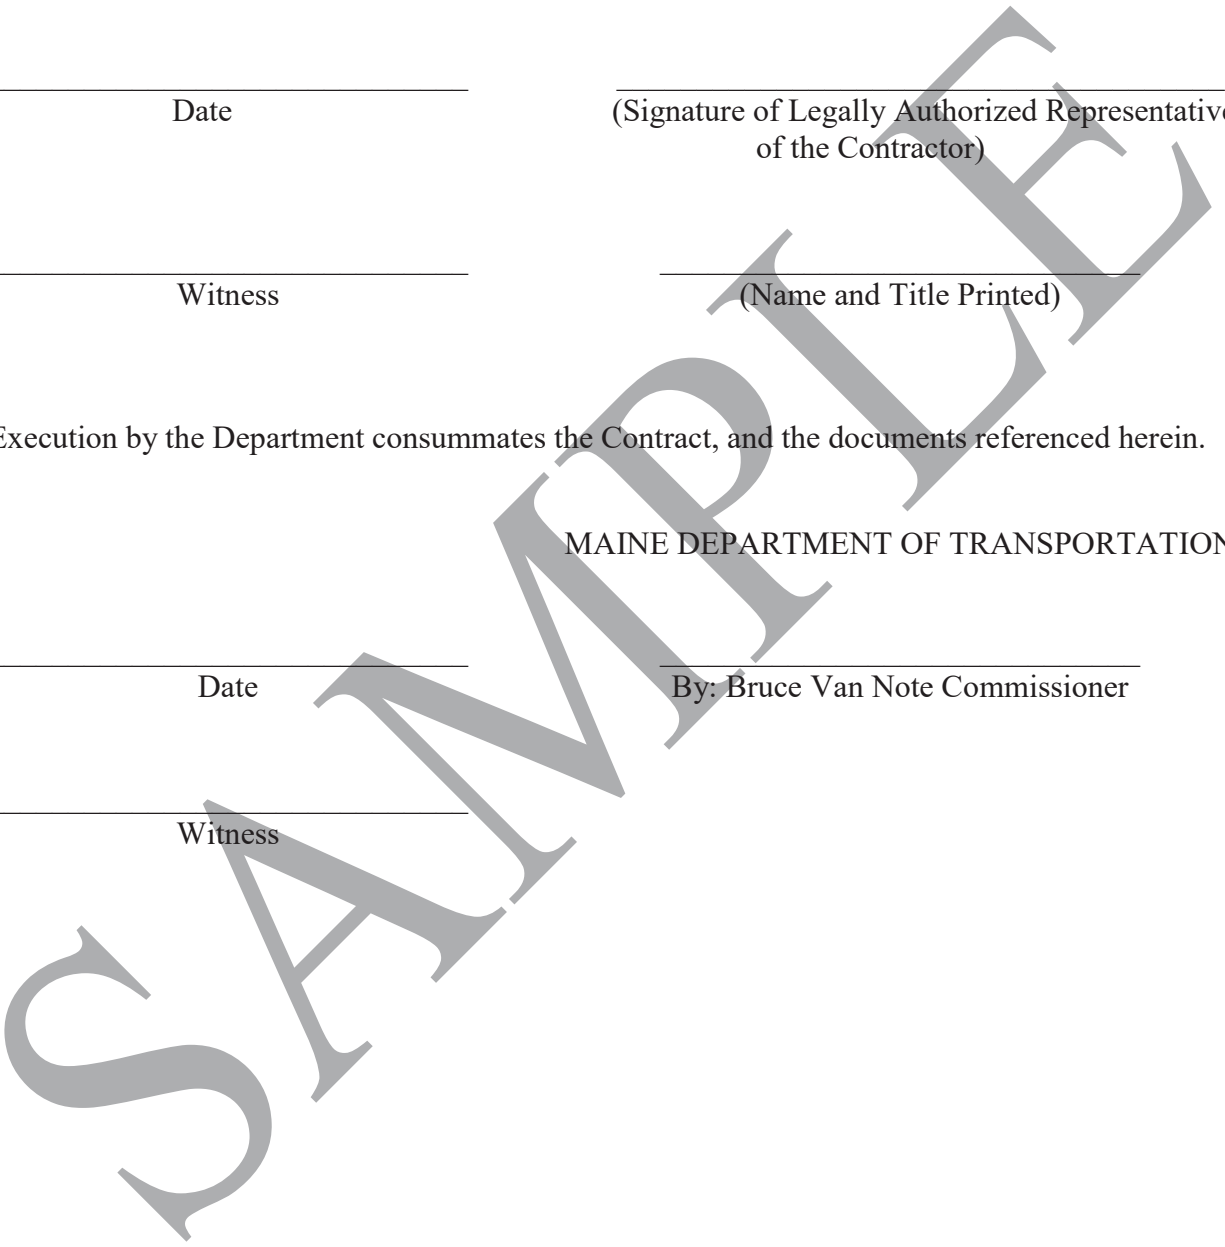 Date
(Signature of Legally Authorized Representative
of the Contractor)
Witness
(Name and Title Printed)
Execution by the Department consummates the Contract, and the documents referenced herein.
MAINE DEPARTMENT OF TRANSPORTATION
Date
By: Bruce Van Note Commissioner
Witness
SAMPLE